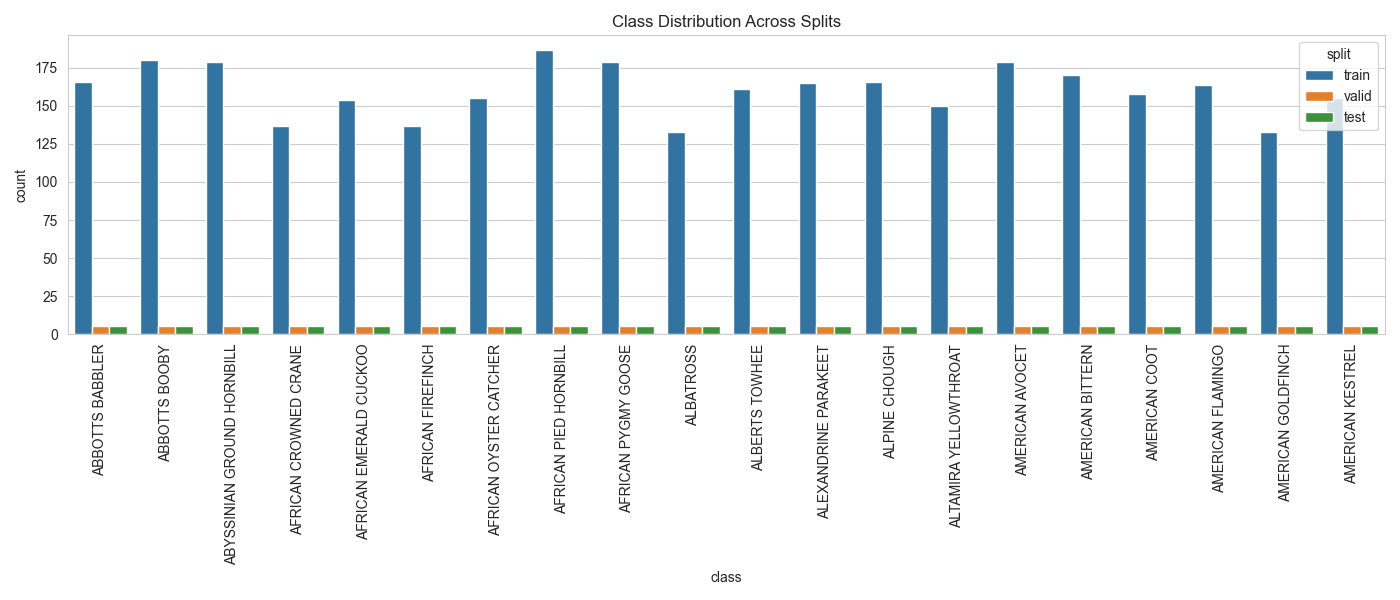 Class Distribution Across Splits
split
train
valid
test
count
175
150
125
100
75
50
25
0
ABBOTTS BABBLER
ABBOTTS BOOBY
ABYSSINIAN GROUND HORNBILL
AFRICAN CROWNED CRANE
AFRICAN EMERALD CUCKOO
AFRICAN FIREFINCH
AFRICAN OYSTER CATCHER
AFRICAN PIED HORNBILL
AFRICAN PYGMY GOOSE
ALBATROSS
ALBERTS TOWHEE
ALEXANDRINE PARAKEET
ALPINE CHOUGH
ALTAMIRA YELLOWTHROAT
AMERICAN AVOCET
AMERICAN BITTERN
AMERICAN COOT
AMERICAN FLAMINGO
AMERICAN GOLDFINCH
AMERICAN KESTREL
class